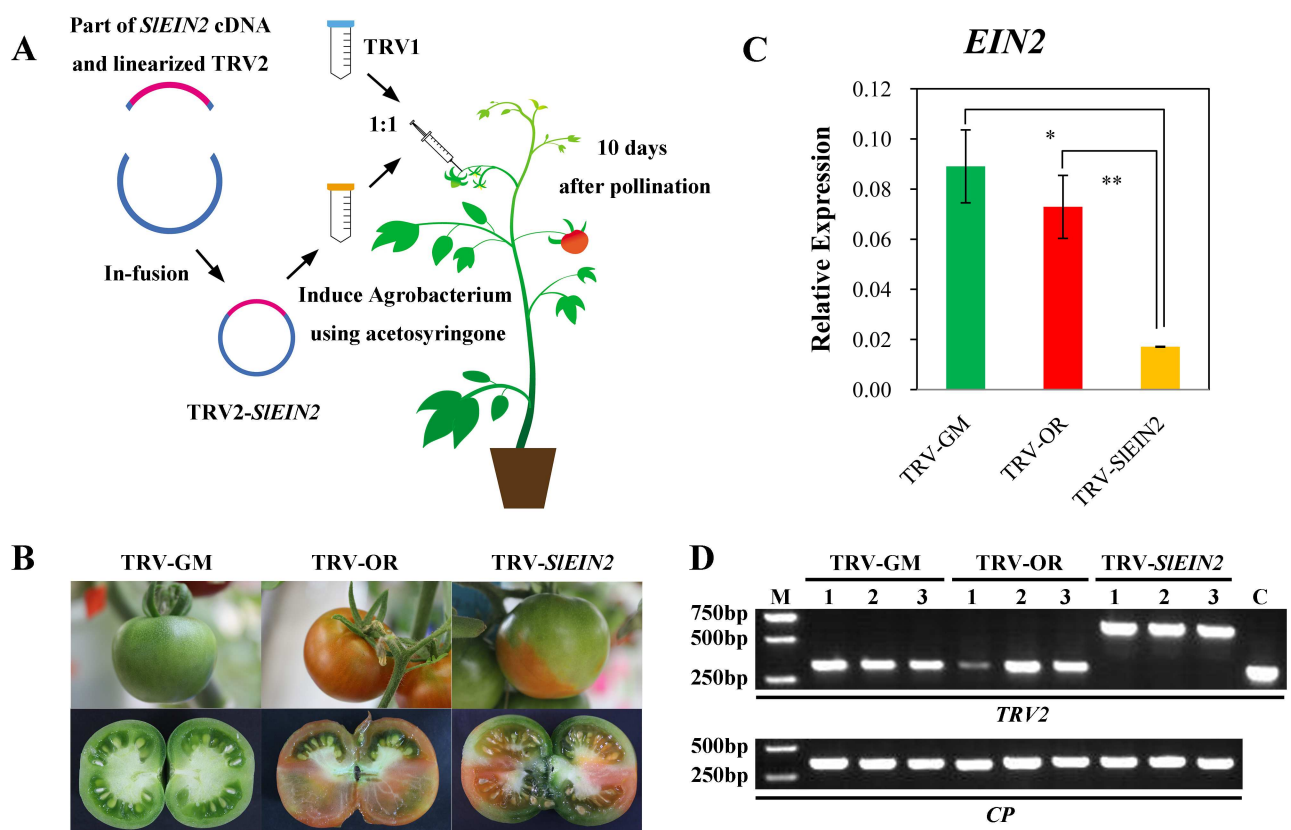 A
Part of SlEIN2 cDNA
and linearized TRV2
TRV1
1:1
10 days
after pollination
In-fusion
Induce Agrobacterium
using acetosyringone
TRV2-SlEIN2
B
TRV-GM TRV-OR TRV-SlEIN2
C
EIN2
Relative Expression
0.12
0.10
0.08
0.06
0.04
0.02
0.00
*
**
TRV-GM
TRV-OR
TRV-SlEIN2
D
TRV-GM TRV-OR TRV-SlEIN2
M 1 2 3 1 2 3 1 2 3 C
750bp
500bp
250bp
TRV2
500bp
250bp
CP